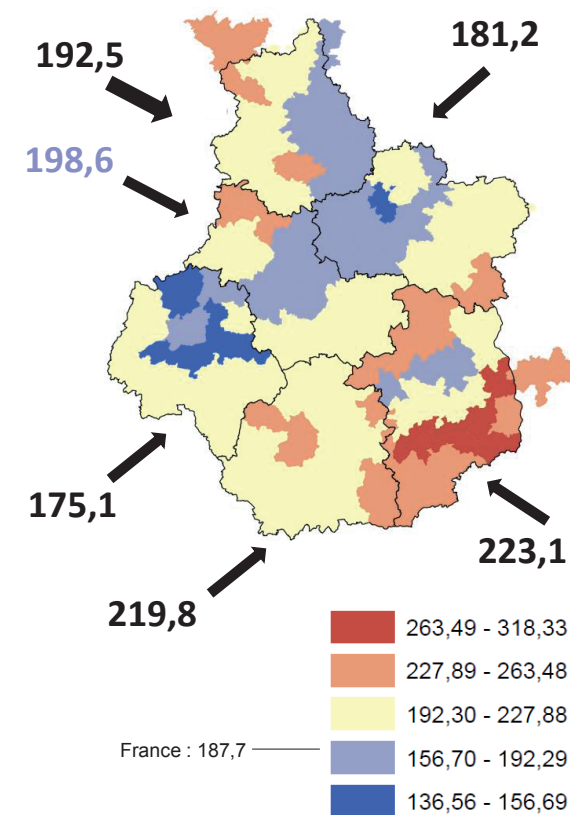 181,2
192,5
198,6
175,1
223,1
219,8
263,49 - 318,33
227,89 - 263,48
192,30 - 227,88
France : 187,7
156,70 - 192,29
136,56 - 156,69